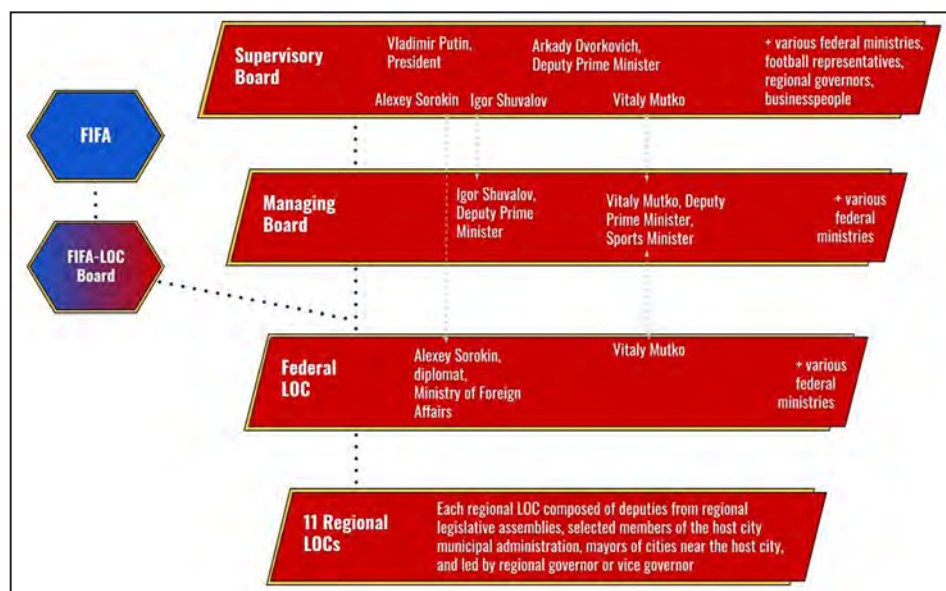 Supervisory
Board
Vladimir Putin,
President
Arkady Dvorkovich,
Deputy Prime Minister
+ various federal ministries,
football representatives,
regional governors,
businesspeople
Alexey Sorokin
Igor Shuvalov
Vitaly Mutko
FIFA
FIFA-LOC
Board
Managing
Board
Igor Shuvalov,
Deputy Prime
Minister
Vitaly Mutko, Deputy
Prime Minister,
Sports Minister
+ various
federal
ministries
Federal
LOC
Alexey Sorokin,
diplomat,
Ministry of Foreign
Affairs
Vitaly Mutko
+ various
federal
ministries
11 Regional
LOCs
Each regional LOC composed of deputies from regional
legislative assemblies, selected members of the host city
municipal administration, mayors of cities near the host city,
and led by regional governor or vice governor